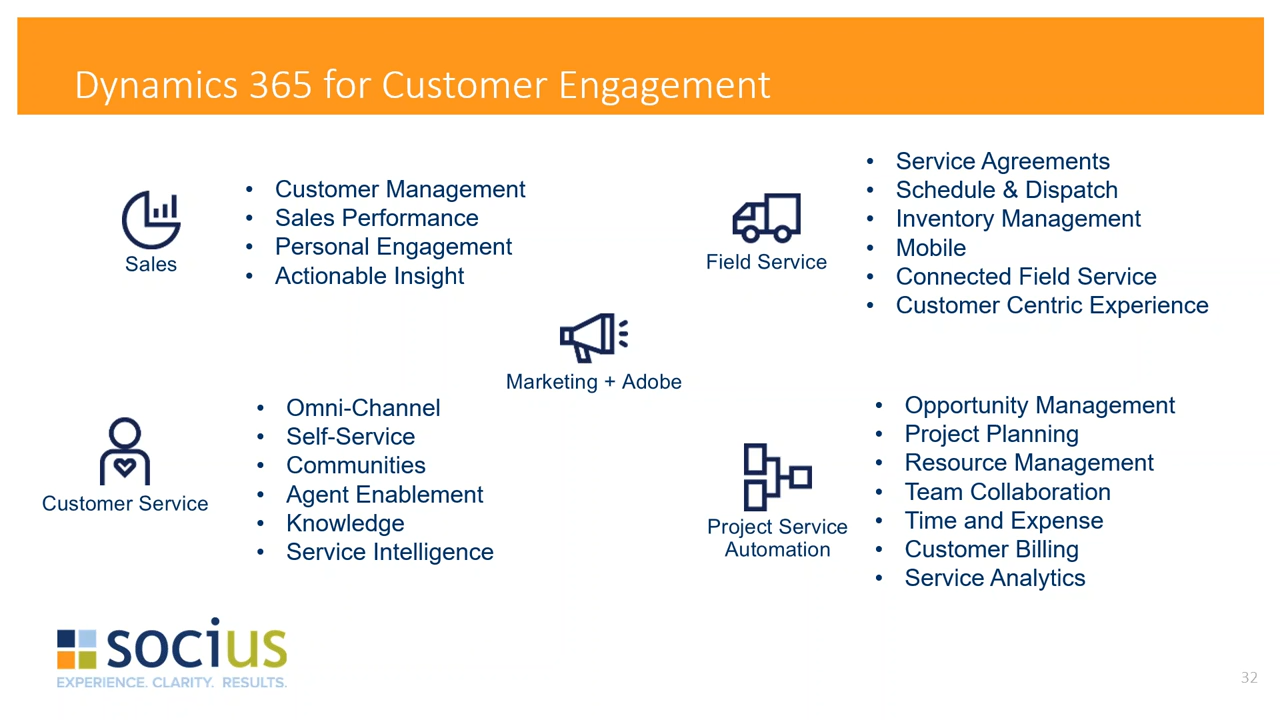 Dynamics 365 for Customer Engagement
Sales
• Customer Management
• Sales Performance
• Personal Engagement
• Actionable Insight
Field Service
• Service Agreements
• Schedule & Dispatch
• Inventory Management
• Mobile
• Connected Field Service
• Customer Centric Experience
Marketing + Adobe
Customer Service
• Omni-Channel
• Self-Service
• Communities
• Agent Enablement
• Knowledge
• Service Intelligence
Project Service
Automation
• Opportunity Management
• Project Planning
• Resource Management
• Team Collaboration
• Time and Expense
• Customer Billing
• Service Analytics
socius
EXPERIENCE. CLARITY. RESULTS.
32